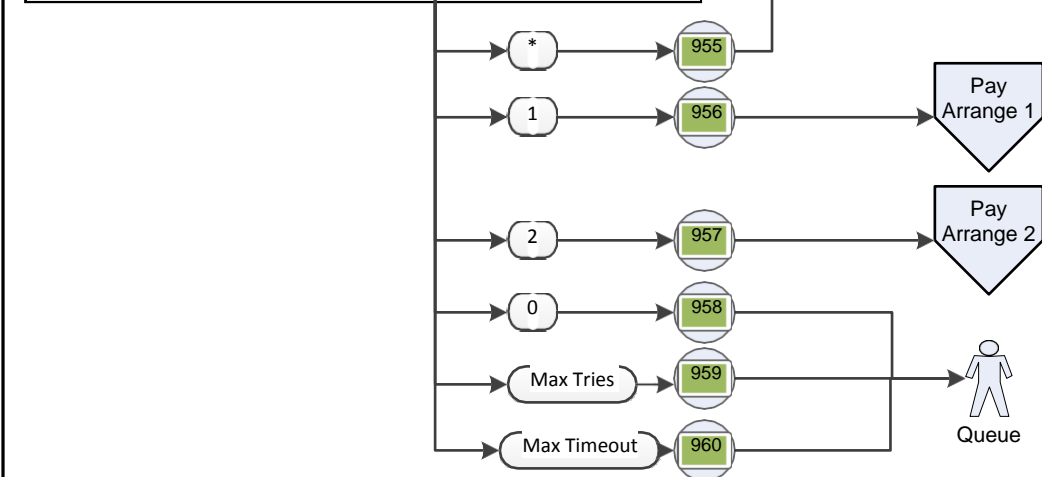 *
955
1
956
Pay
Arrange 1
2
957
Pay
Arrange 2
0
958
Max Tries
959
Max Timeout
960
Queue